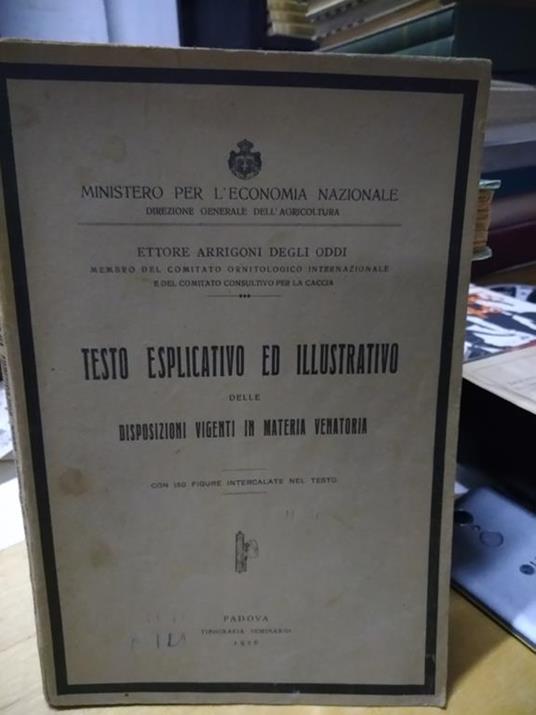 MINISTERO PER L'ECONOMIA NAZIONALE
DIREZIONE GENERALE DELL'AGRICOLTURA
ETTORE ARRIGONI DEGLI ODDI
MEMBRO DEL COMITATO ORNITOLOGICO INTERNAZIONALE
E DEL COMITATO CONSULTIVO PER LA CACCIA
TESTO ESPLICATIVO ED ILLUSTRATIVO
DELLE
DISPOSIZIONI VIGENTI IN MATERIA VENATORIA
CON 150 FIGURE INTERCALATE NEL TESTO
PADOVA
TIPOGRAFIA SEMINARIO
1926